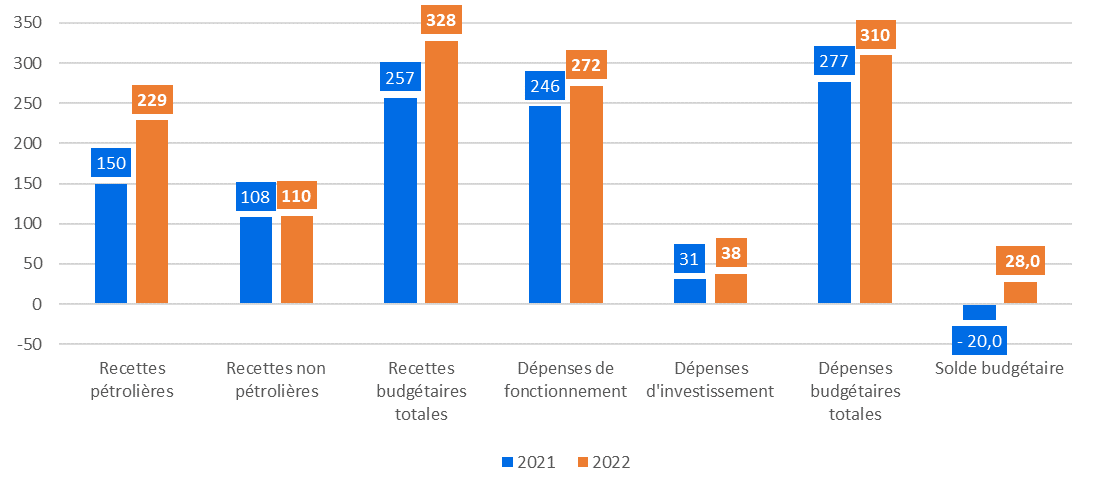 350
300
250
200
150
100
50
0
-50
150
229
108
110
257
328
246
272
31
38
277
310
- 20,0
28,0
Recettes
pétrolières
Recettes non
pétrolières
Recettes
budgétaires
totales
Dépenses de
fonctionnement
Dépenses
d'investissement
Dépenses
budgétaires
totales
Solde budgétaire
2021
2022